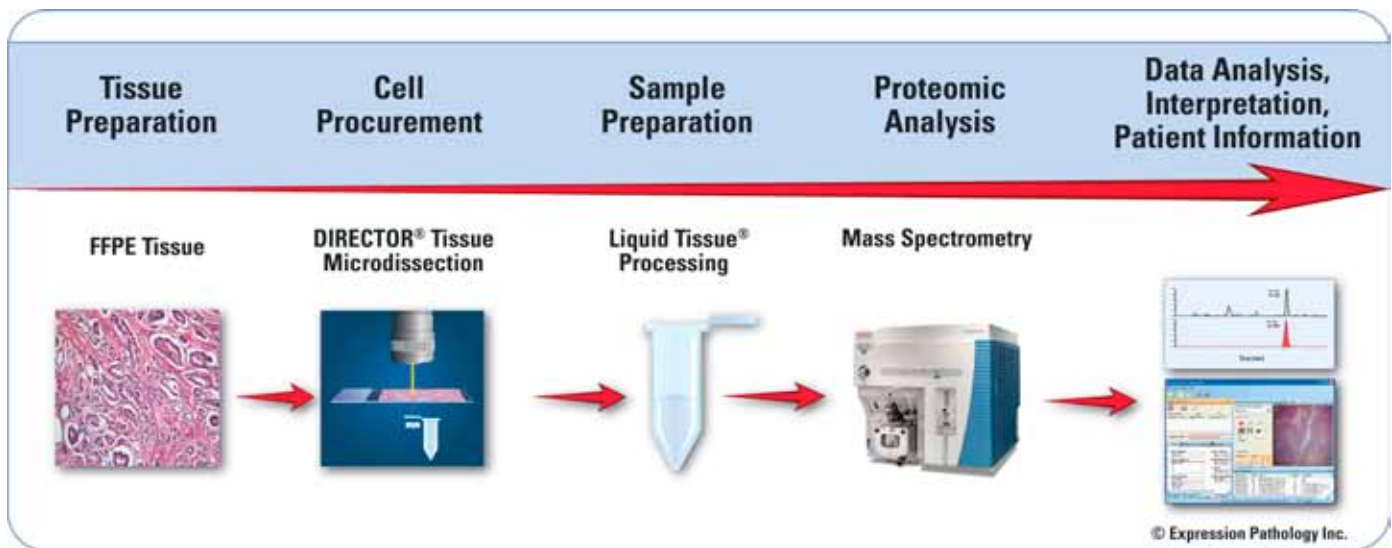 Tissue
Preparation
Cell
Procurement
Sample
Preparation
Proteomic
Analysis
Data Analysis,
Interpretation,
Patient Information
FFPE Tissue
DIRECTOR® Tissue
Microdissection
Liquid Tissue®
Processing
Mass Spectrometry
© Expression Pathology Inc.